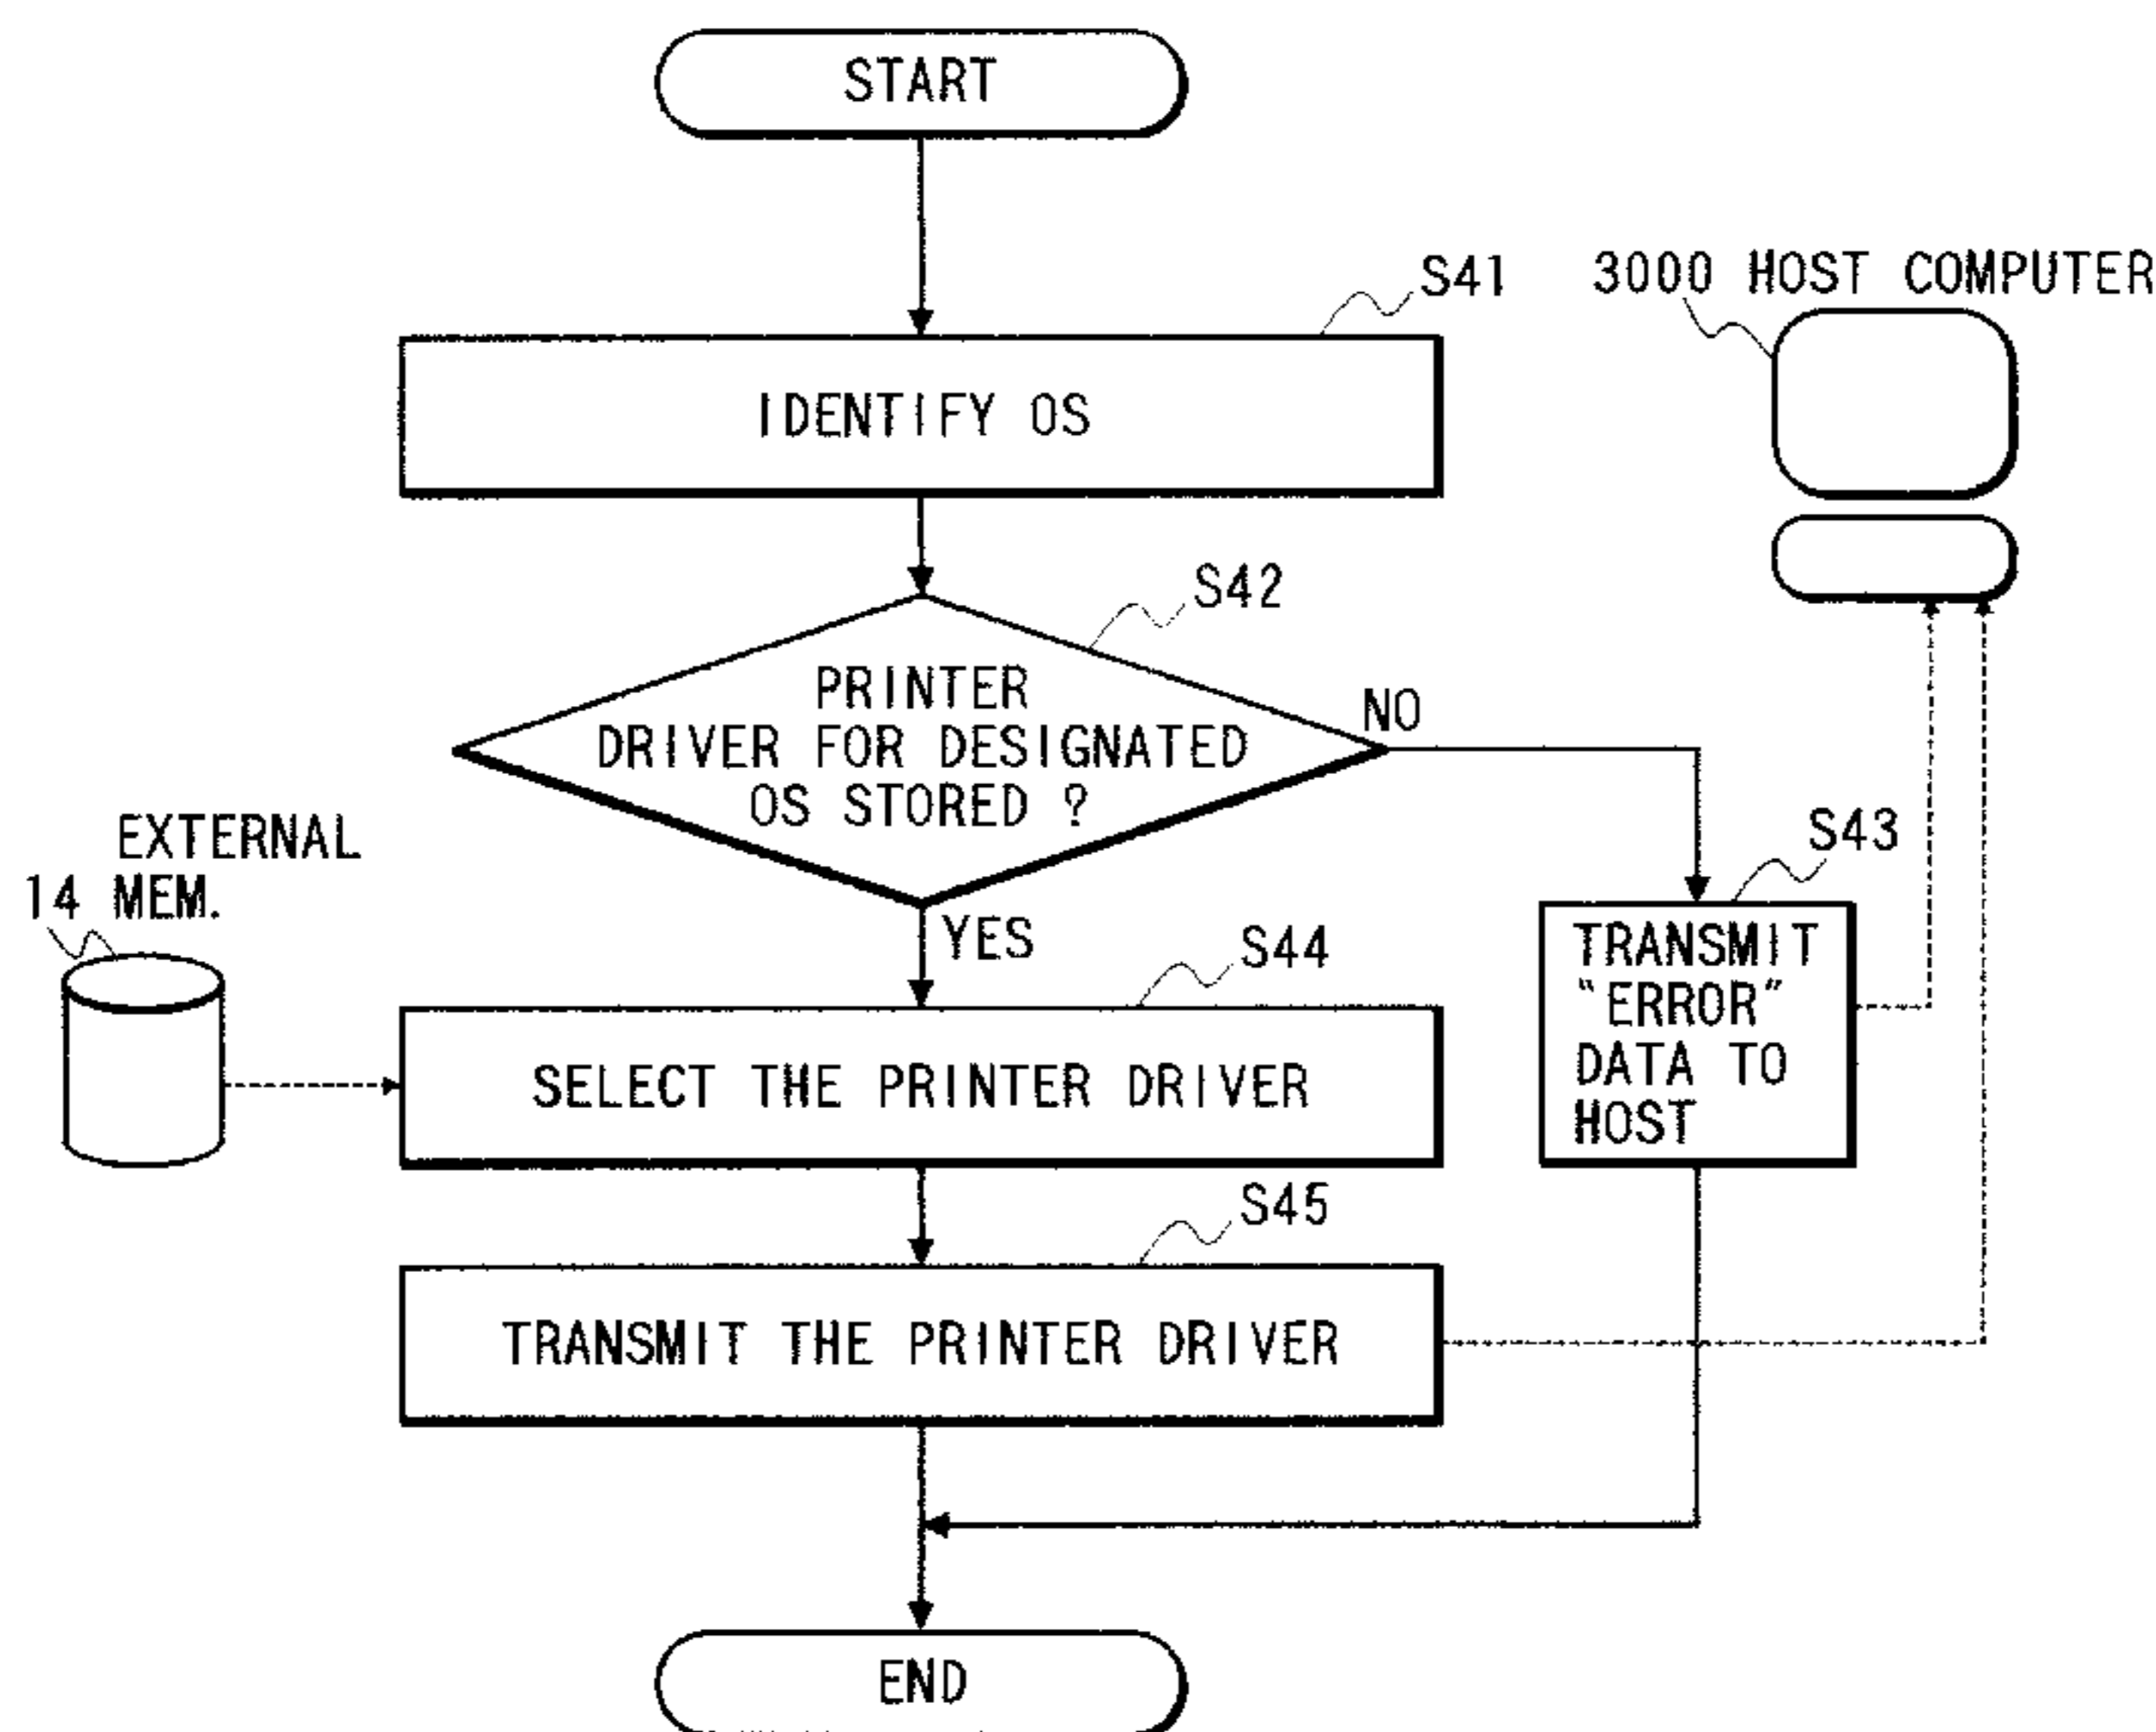 START
S41
3000 HOST COMPUTER
IDENTIFY OS
S42
PRINTER
DRIVER FOR DESIGNATED
OS STORED ?
NO
YES
S43
TRANSMIT
"ERROR"
DATA TO
HOST
EXTERNAL
14 MEM.
S44
SELECT THE PRINTER DRIVER
S45
TRANSMIT THE PRINTER DRIVER
END